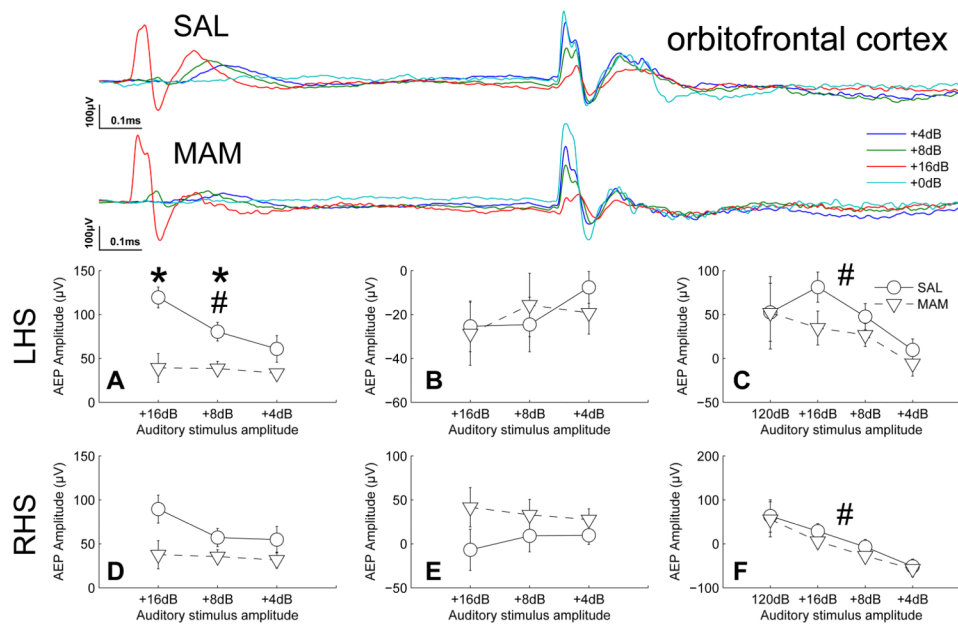 SAL
orbitofrontal cortex
100µV
0.1ms
MAM
+4dB
+8dB
+16dB
+0dB
100µV
0.1ms
LHS
AEP Amplitude (µV)
150
100
50
0
* *
#
A
+16dB +8dB +4dB
Auditory stimulus amplitude
AEP Amplitude (µV)
0
−20
−40
−60
B
+16dB +8dB +4dB
Auditory stimulus amplitude
AEP Amplitude (µV)
100
50
0
−50
#
SAL
MAM
C
120dB +16dB +8dB +4dB
Auditory stimulus amplitude
RHS
AEP Amplitude (µV)
150
100
50
0
D
+16dB +8dB +4dB
Auditory stimulus amplitude
AEP Amplitude (µV)
100
50
0
−50
E
+16dB +8dB +4dB
Auditory stimulus amplitude
AEP Amplitude (µV)
200
100
0
−100
#
F
120dB +16dB +8dB +4dB
Auditory stimulus amplitude